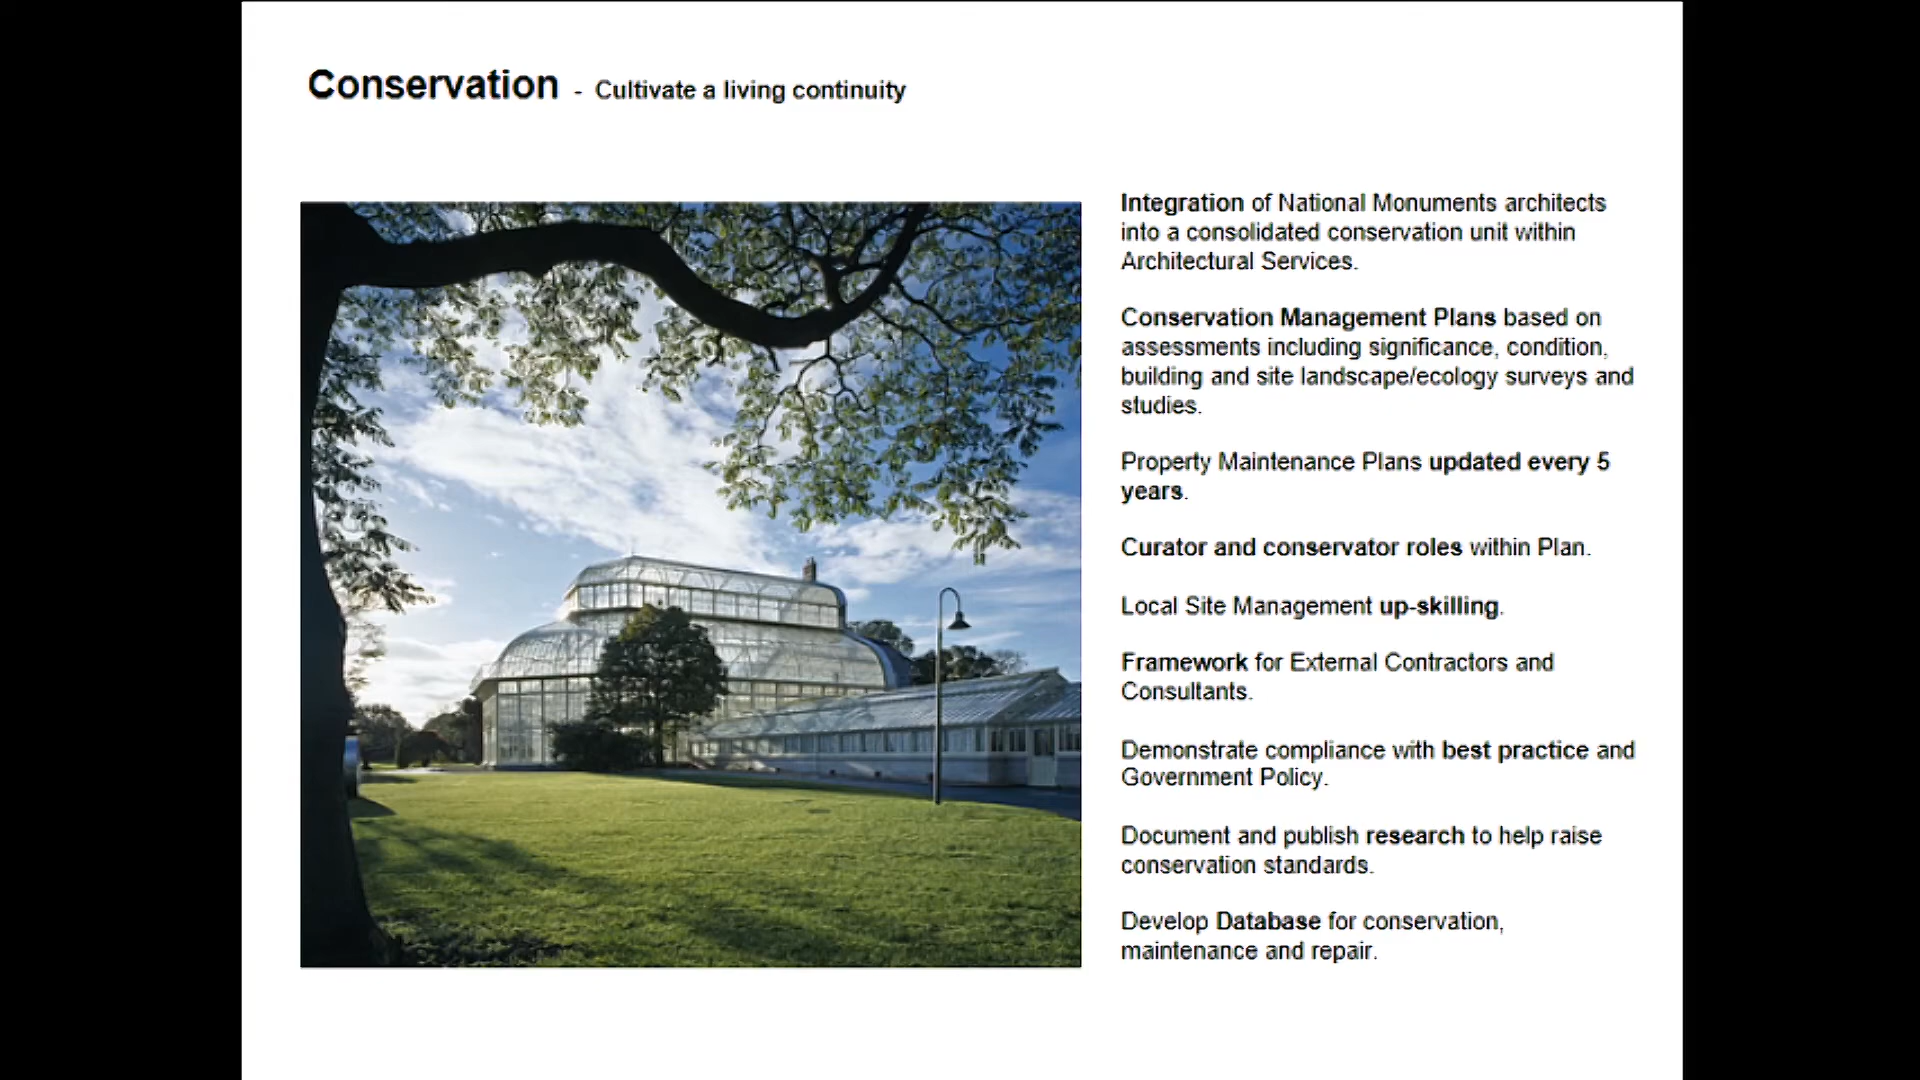 Conservation - Cultivate a living continuity
Integration of National Monuments architects
into a consolidated conservation unit within
Architectural Services.
Conservation Management Plans based on
assessments including significance, condition,
building and site landscape/ecology surveys and
studies.
Property Maintenance Plans updated every 5
years.
Curator and conservator roles within Plan.
Local Site Management up-skilling.
Framework for External Contractors and
Consultants.
Demonstrate compliance with best practice and
Government Policy.
Document and publish research to help raise
conservation standards.
Develop Database for conservation,
maintenance and repair.